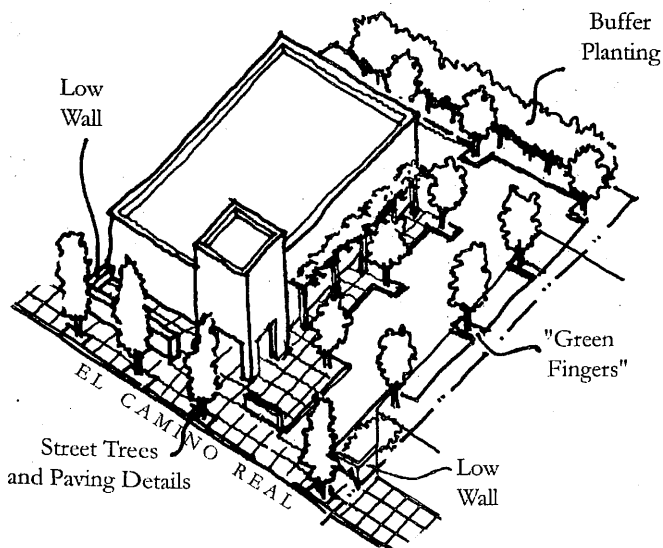 Buffer
Planting
Low
Wall
"Green
Fingers"
EL CAMINO REAL
Street Trees
and Paving Details
Low
Wall